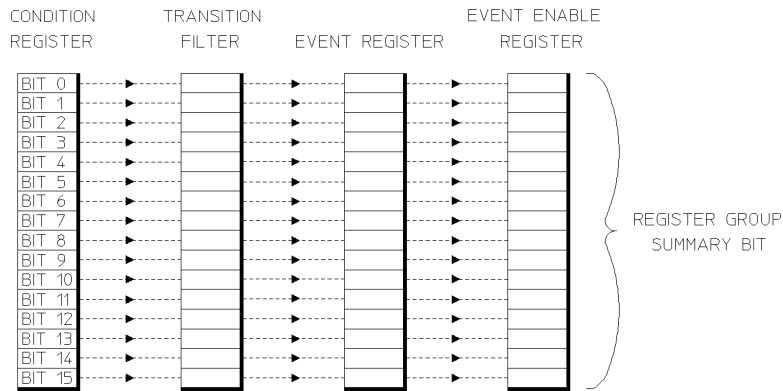 CONDITION
REGISTER
TRANSITION
FILTER
EVENT REGISTER
EVENT ENABLE
REGISTER
BIT 0
BIT 1
BIT 2
BIT 3
BIT 4
BIT 5
BIT 6
BIT 7
BIT 8
BIT 9
BIT 10
BIT 11
BIT 12
BIT 13
BIT 14
BIT 15
REGISTER GROUP
SUMMARY BIT